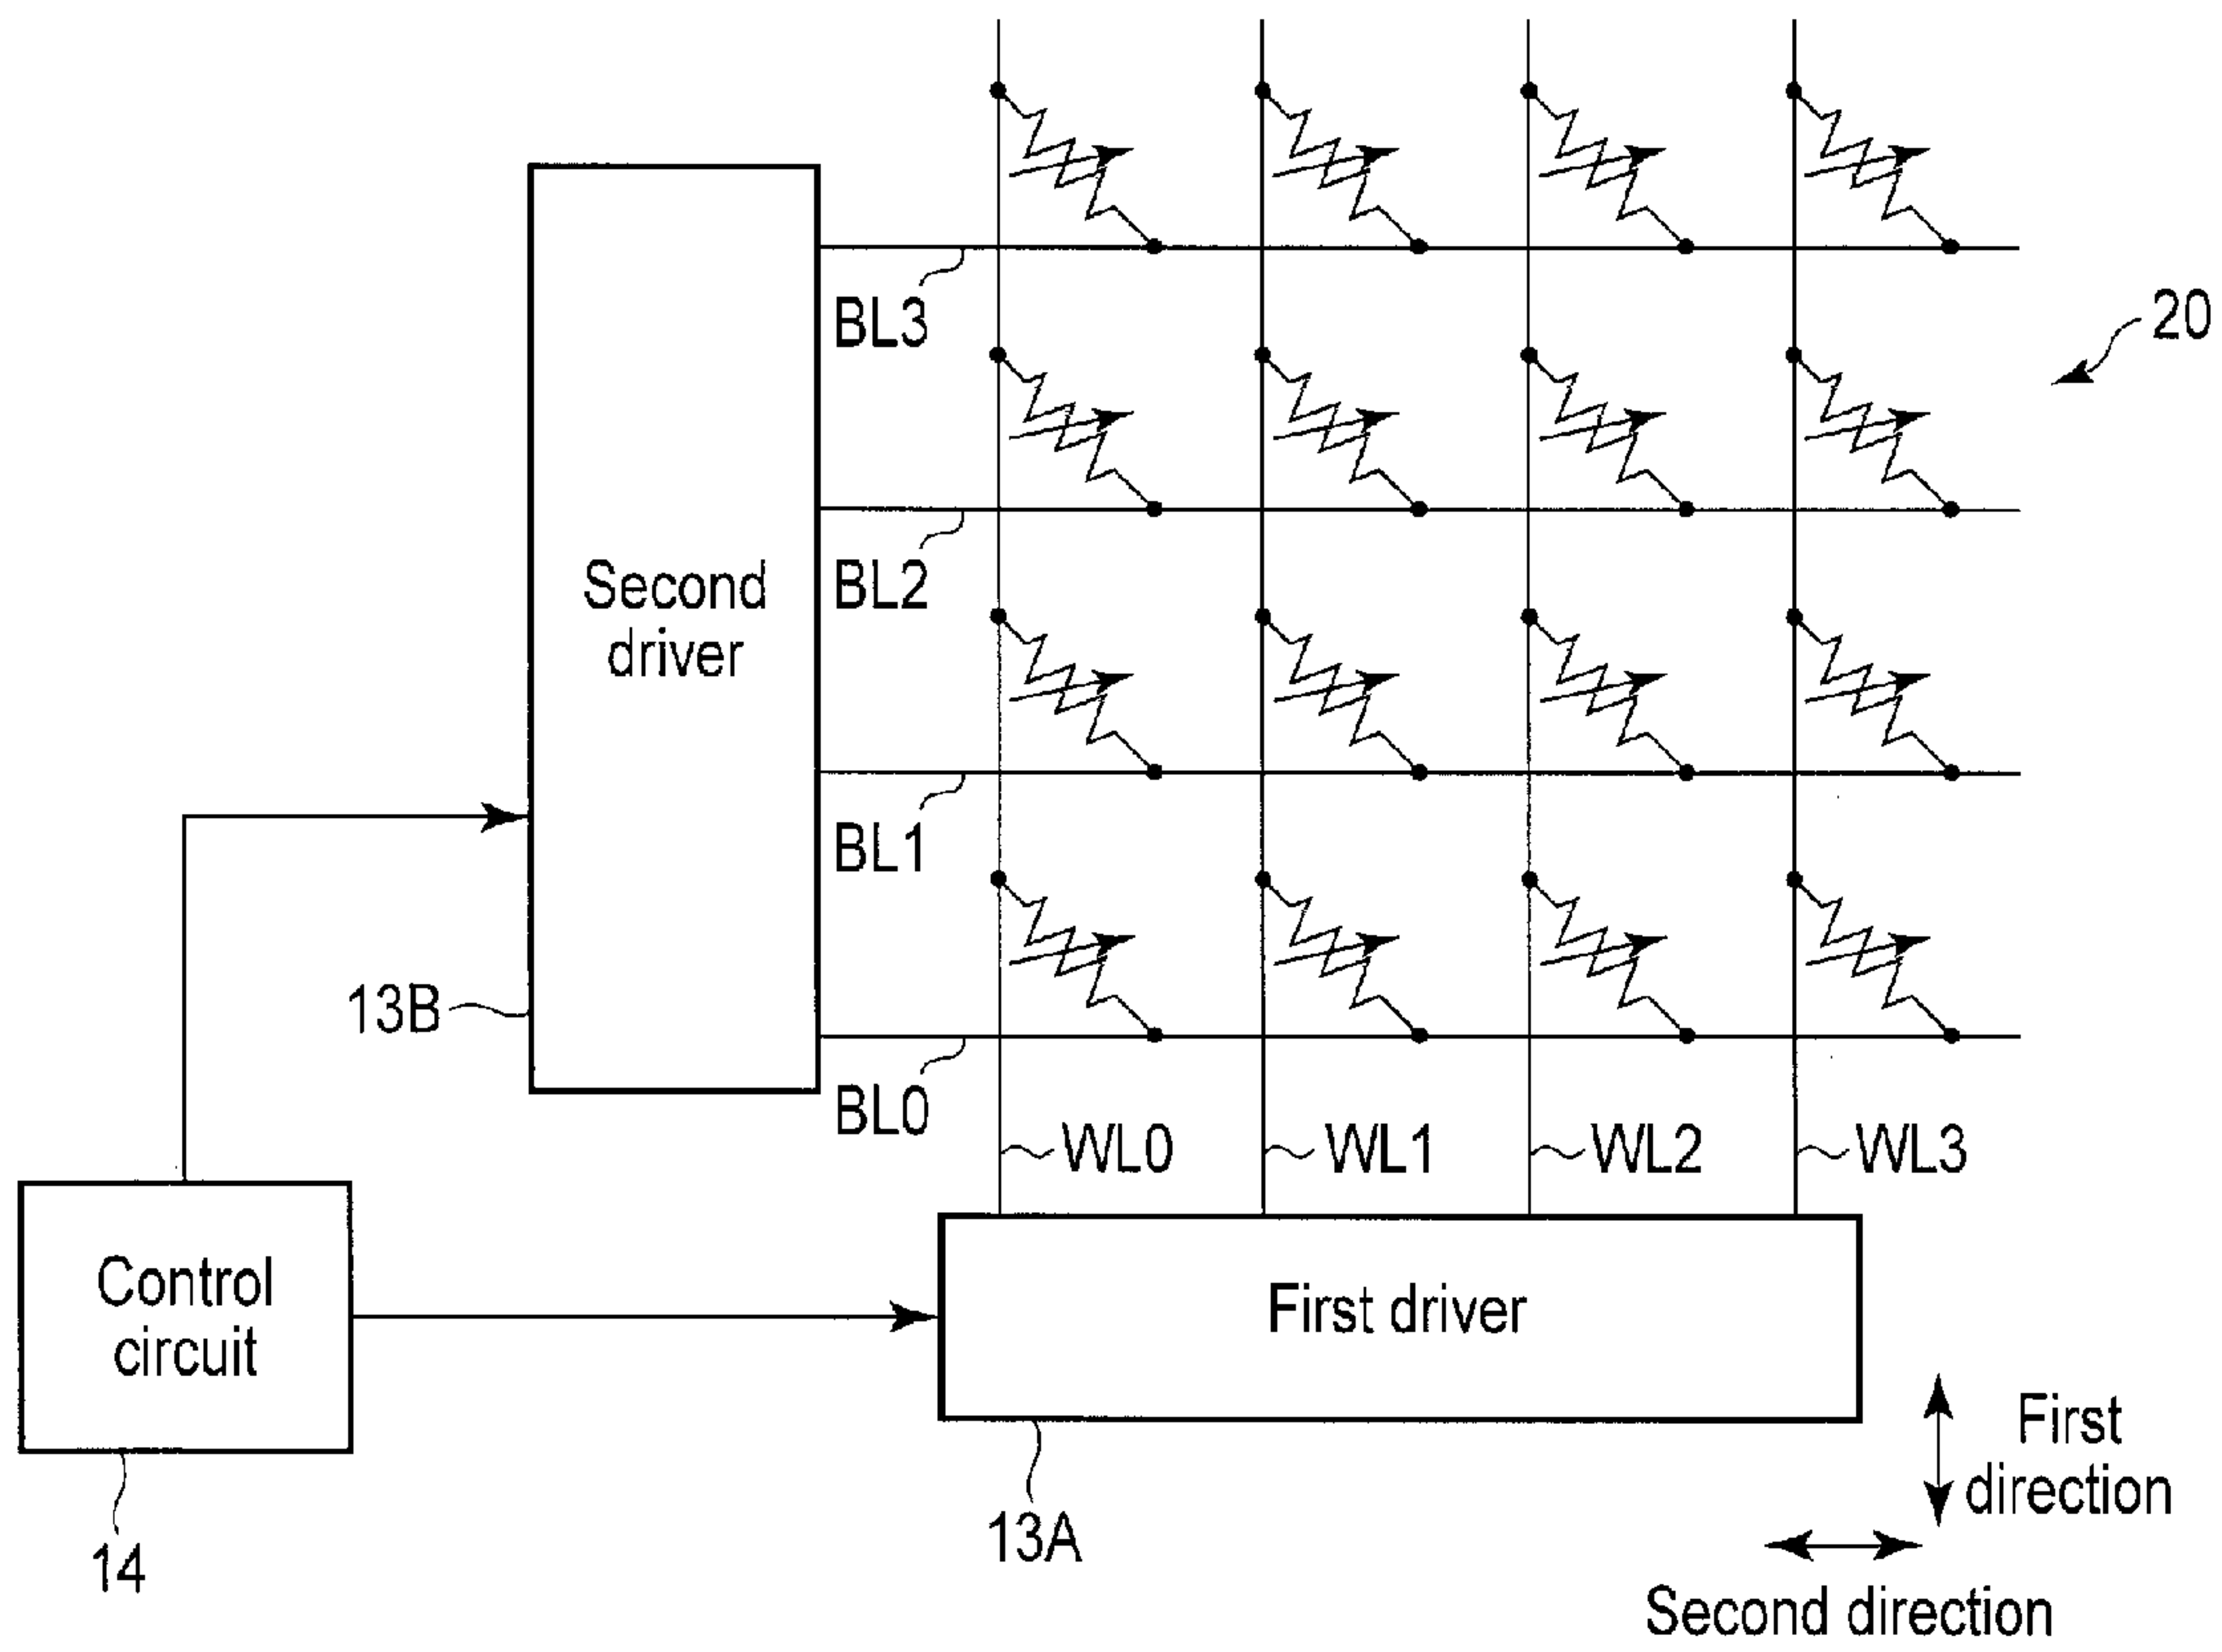 BL3
20
BL2
Second
driver
BL1
13B
BL0
WL0
WL1
WL2
WL3
Control
circuit
First driver
First
direction
13A
14
Second direction